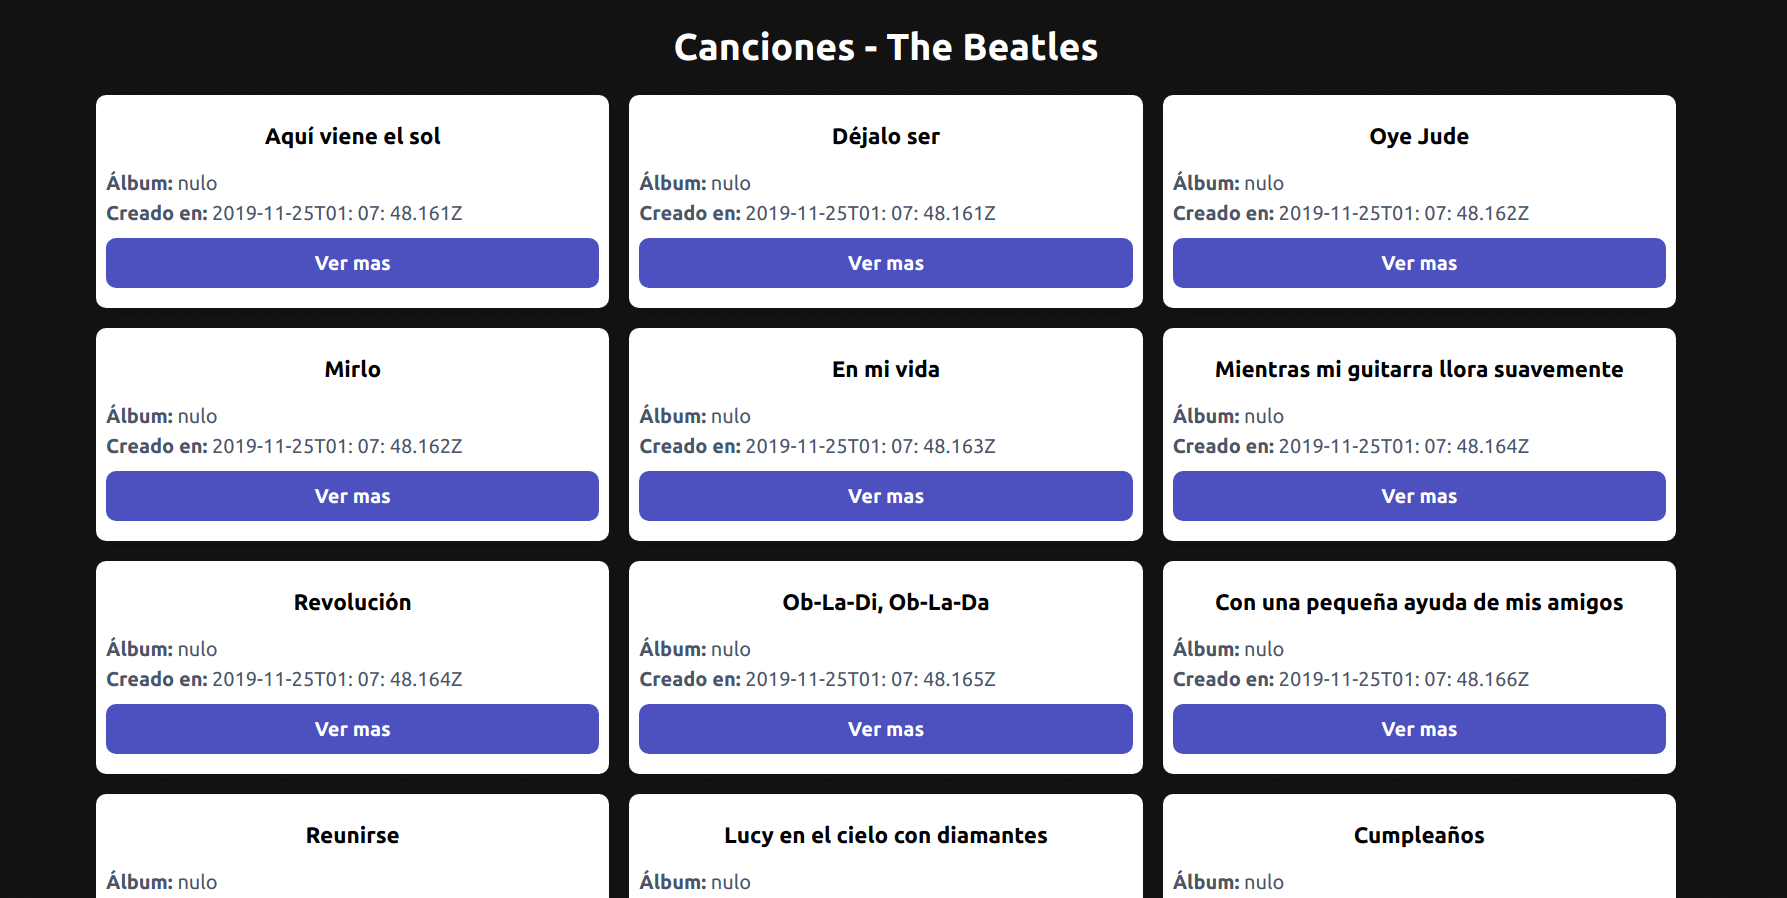 Canciones - The Beatles
Aquí viene el sol
Álbum: nulo
Creado en: 2019-11-25T01: 07: 48.161Z
Ver mas
Déjalo ser
Álbum: nulo
Creado en: 2019-11-25T01: 07: 48.161Z
Ver mas
Oye Jude
Álbum: nulo
Creado en: 2019-11-25T01: 07: 48.162Z
Ver mas
Mirlo
Álbum: nulo
Creado en: 2019-11-25T01: 07: 48.162Z
Ver mas
En mi vida
Álbum: nulo
Creado en: 2019-11-25T01: 07: 48.163Z
Ver mas
Mientras mi guitarra llora suavemente
Álbum: nulo
Creado en: 2019-11-25T01: 07: 48.164Z
Ver mas
Revolución
Álbum: nulo
Creado en: 2019-11-25T01: 07: 48.164Z
Ver mas
Ob-La-Di, Ob-La-Da
Álbum: nulo
Creado en: 2019-11-25T01: 07: 48.165Z
Ver mas
Con una pequeña ayuda de mis amigos
Álbum: nulo
Creado en: 2019-11-25T01: 07: 48.166Z
Ver mas
Reunirse
Álbum: nulo
Lucy en el cielo con diamantes
Álbum: nulo
Cumpleaños
Álbum: nulo